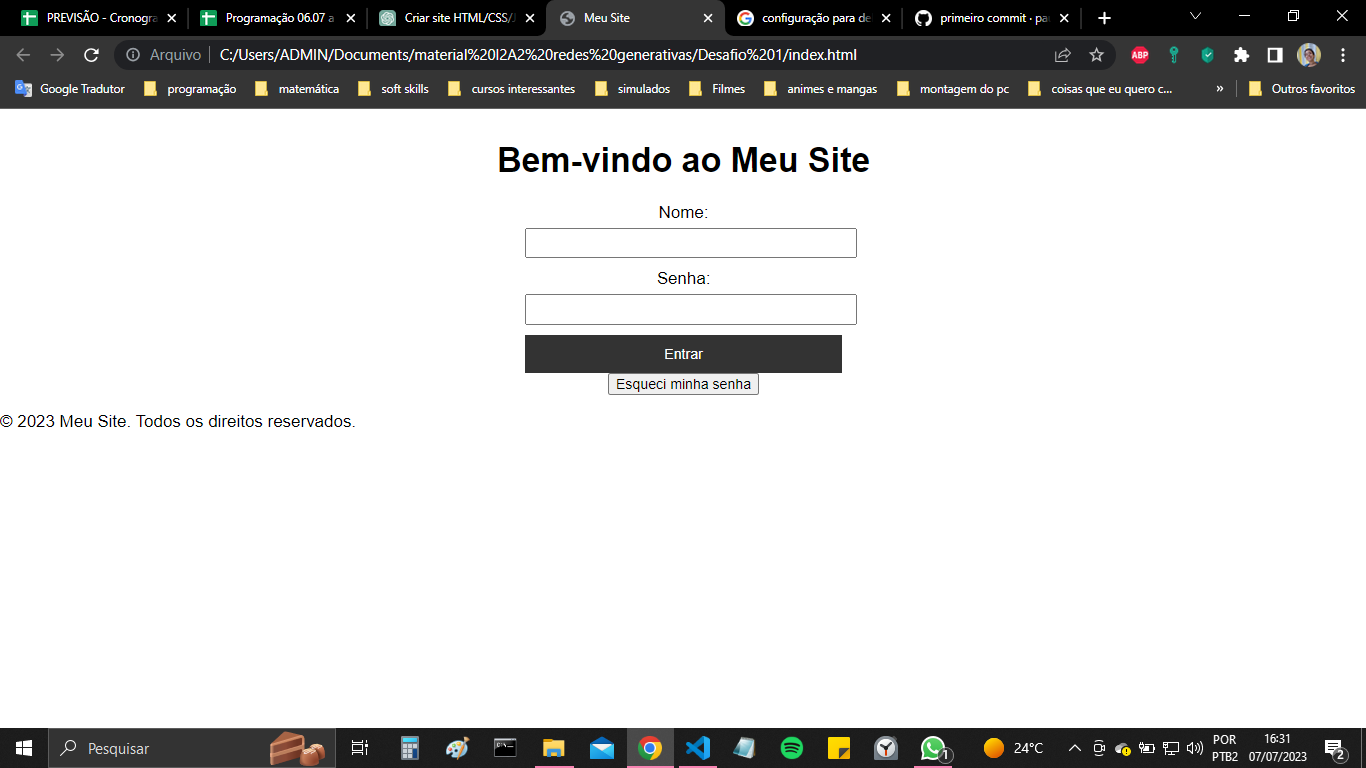 PREVISÃO - Cronogra
Programação 06.07 a
Criar site HTML/CSS/J
Meu Site
configuração para de
primeiro commit · pa
Arquivo
C:/Users/ADMIN/Documents/material%20I2A2%20redes%20generativas/Desafio%201/index.html
ABP
Google Tradutor
programação
matemática
soft skills
cursos interessantes
simulados
Filmes
animes e mangas
montagem do pc
coisas que eu quero c...
»
Outros favoritos
Bem-vindo ao Meu Site
Nome:
Senha:
Entrar
Esqueci minha senha
© 2023 Meu Site. Todos os direitos reservados.
Pesquisar
1
24°C
POR
PTB2
16:31
07/07/2023
2